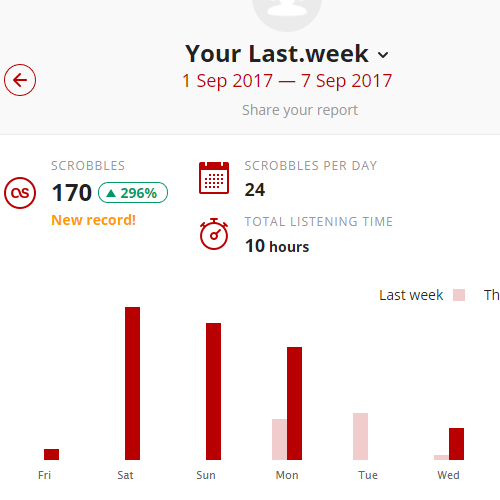 Your Last.week
1 Sep 2017 — 7 Sep 2017
Share your report
SCROBBLES
170 296%
New record!
SCROBBLES PER DAY
24
TOTAL LISTENING TIME
10 hours
Last week Th
Fri Sat Sun Mon Tue Wed